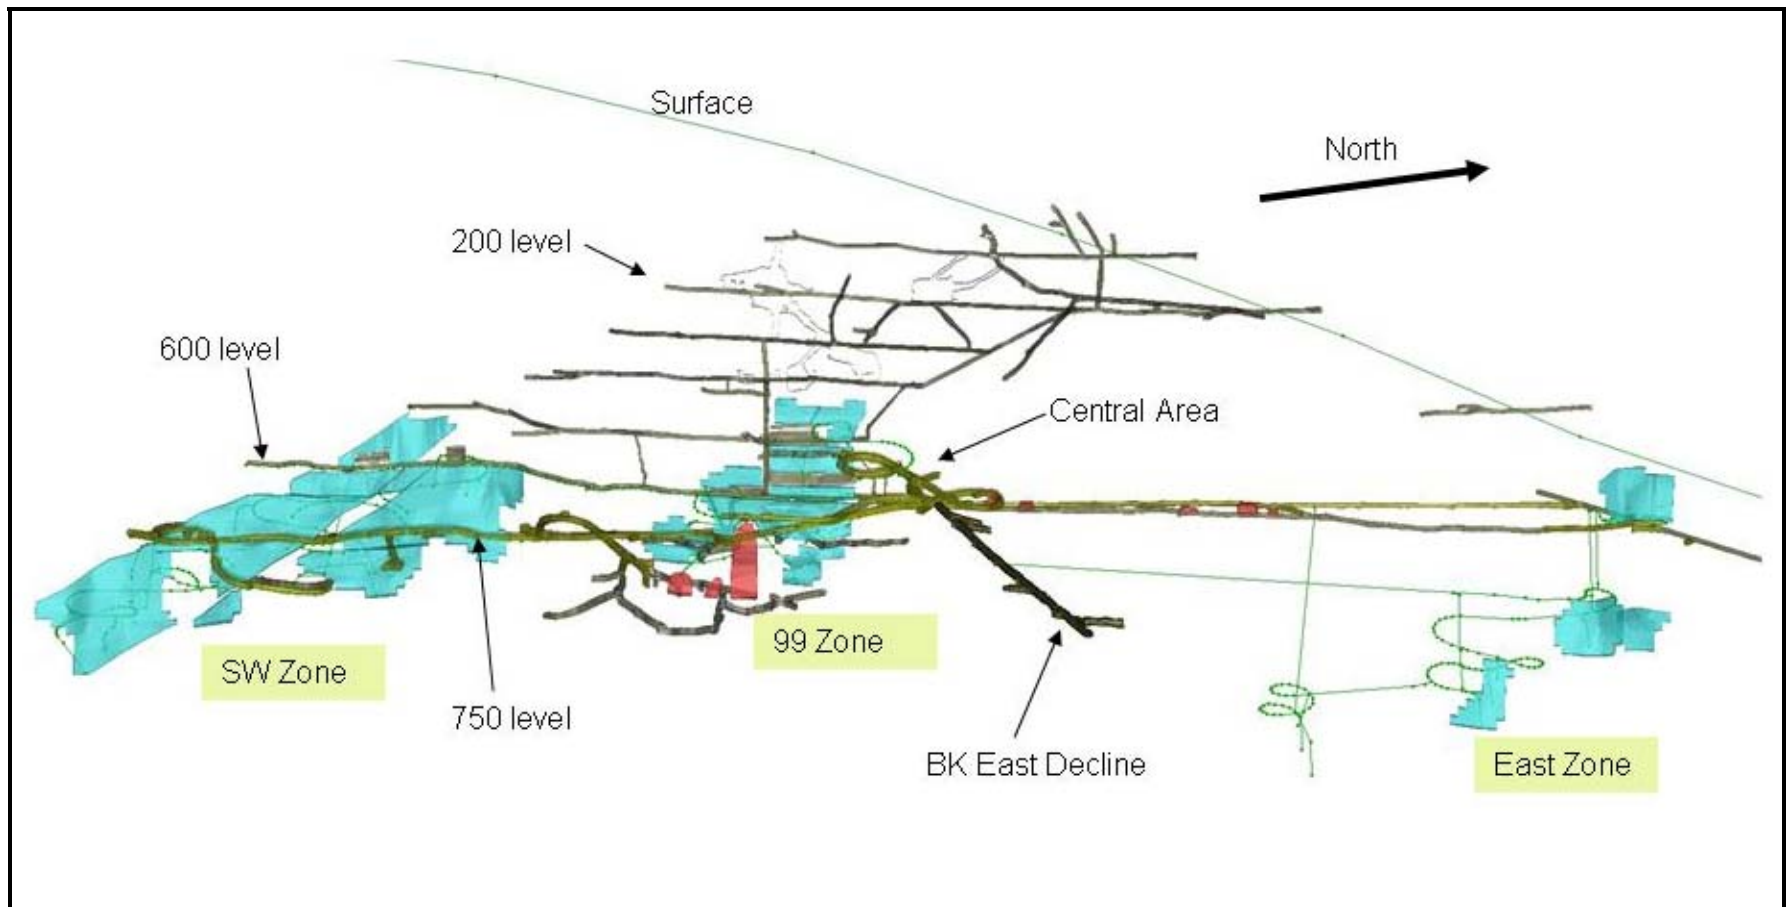 Surface
North
200 level
600 level
Central Area
99 Zone
SW Zone
750 level
BK East Decline
East Zone